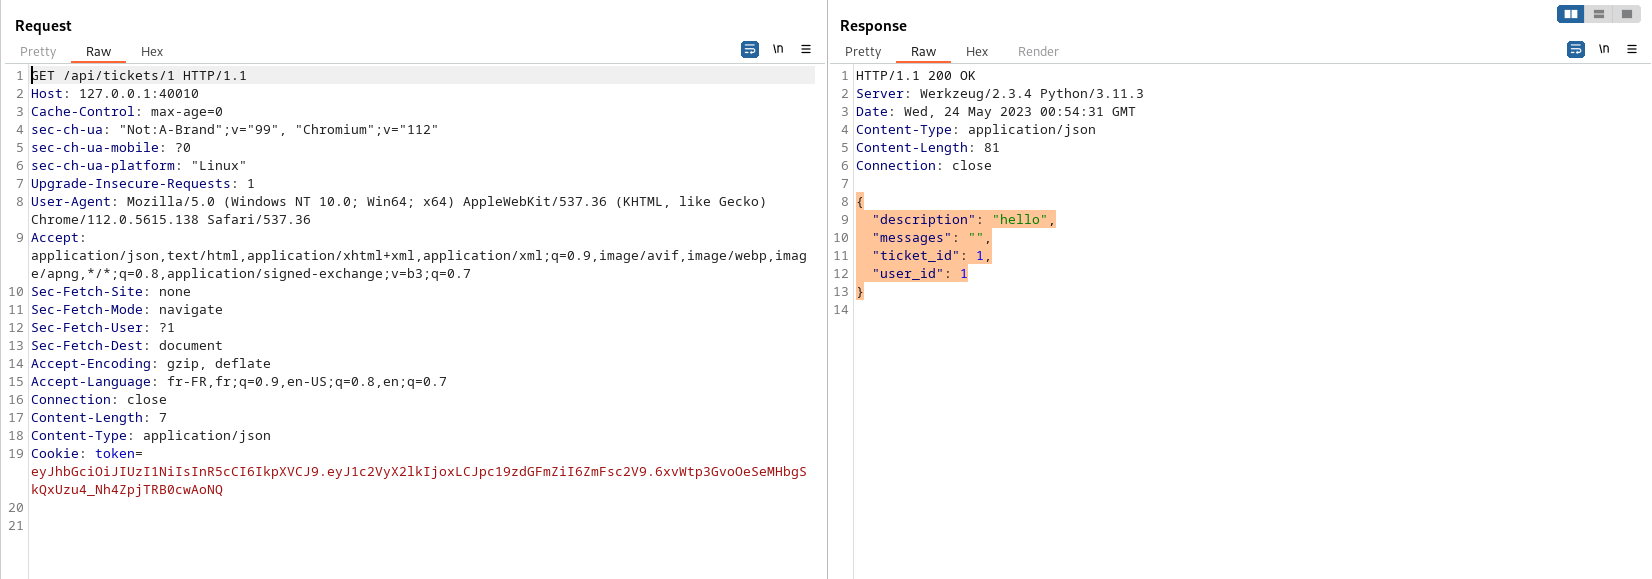 Request
Pretty Raw Hex \n
1 GET /api/tickets/1 HTTP/1.1
2 Host: 127.0.0.1:40010
3 Cache-Control: max-age=0
4 sec-ch-ua: "Not:A-Brand";v="99", "Chromium";v="112"
5 sec-ch-ua-mobile: ?0
6 sec-ch-ua-platform: "Linux"
7 Upgrade-Insecure-Requests: 1
8 User-Agent: Mozilla/5.0 (Windows NT 10.0; Win64; x64) AppleWebKit/537.36 (KHTML, like Gecko)
Chrome/112.0.5615.138 Safari/537.36
9 Accept:
application/json,text/html,application/xhtml+xml,application/xml;q=0.9,image/avif,image/webp,imag
e/apng,*/*;q=0.8,application/signed-exchange;v=b3;q=0.7
10 Sec-Fetch-Site: none
11 Sec-Fetch-Mode: navigate
12 Sec-Fetch-User: ?1
13 Sec-Fetch-Dest: document
14 Accept-Encoding: gzip, deflate
15 Accept-Language: fr-FR,fr;q=0.9,en-US;q=0.8,en;q=0.7
16 Connection: close
17 Content-Length: 7
18 Content-Type: application/json
19 Cookie: token=
eyJhbGciOiJIUzI1NiIsInR5cCI6IkpXVCJ9.eyJ1c2VyX2lkIjoxLCJpc19zdGFmZiI6ZmFsc2V9.6xvWtp3GvoOeSeMHbgS
kQxUzu4_Nh4ZpjTRB0cwAoNQ
20
21
Response
Pretty Raw Hex Render \n
1 HTTP/1.1 200 OK
2 Server: Werkzeug/2.3.4 Python/3.11.3
3 Date: Wed, 24 May 2023 00:54:31 GMT
4 Content-Type: application/json
5 Content-Length: 81
6 Connection: close
7
8 {
9 "description": "hello",
10 "messages": "",
11 "ticket_id": 1,
12 "user_id": 1
13 }
14